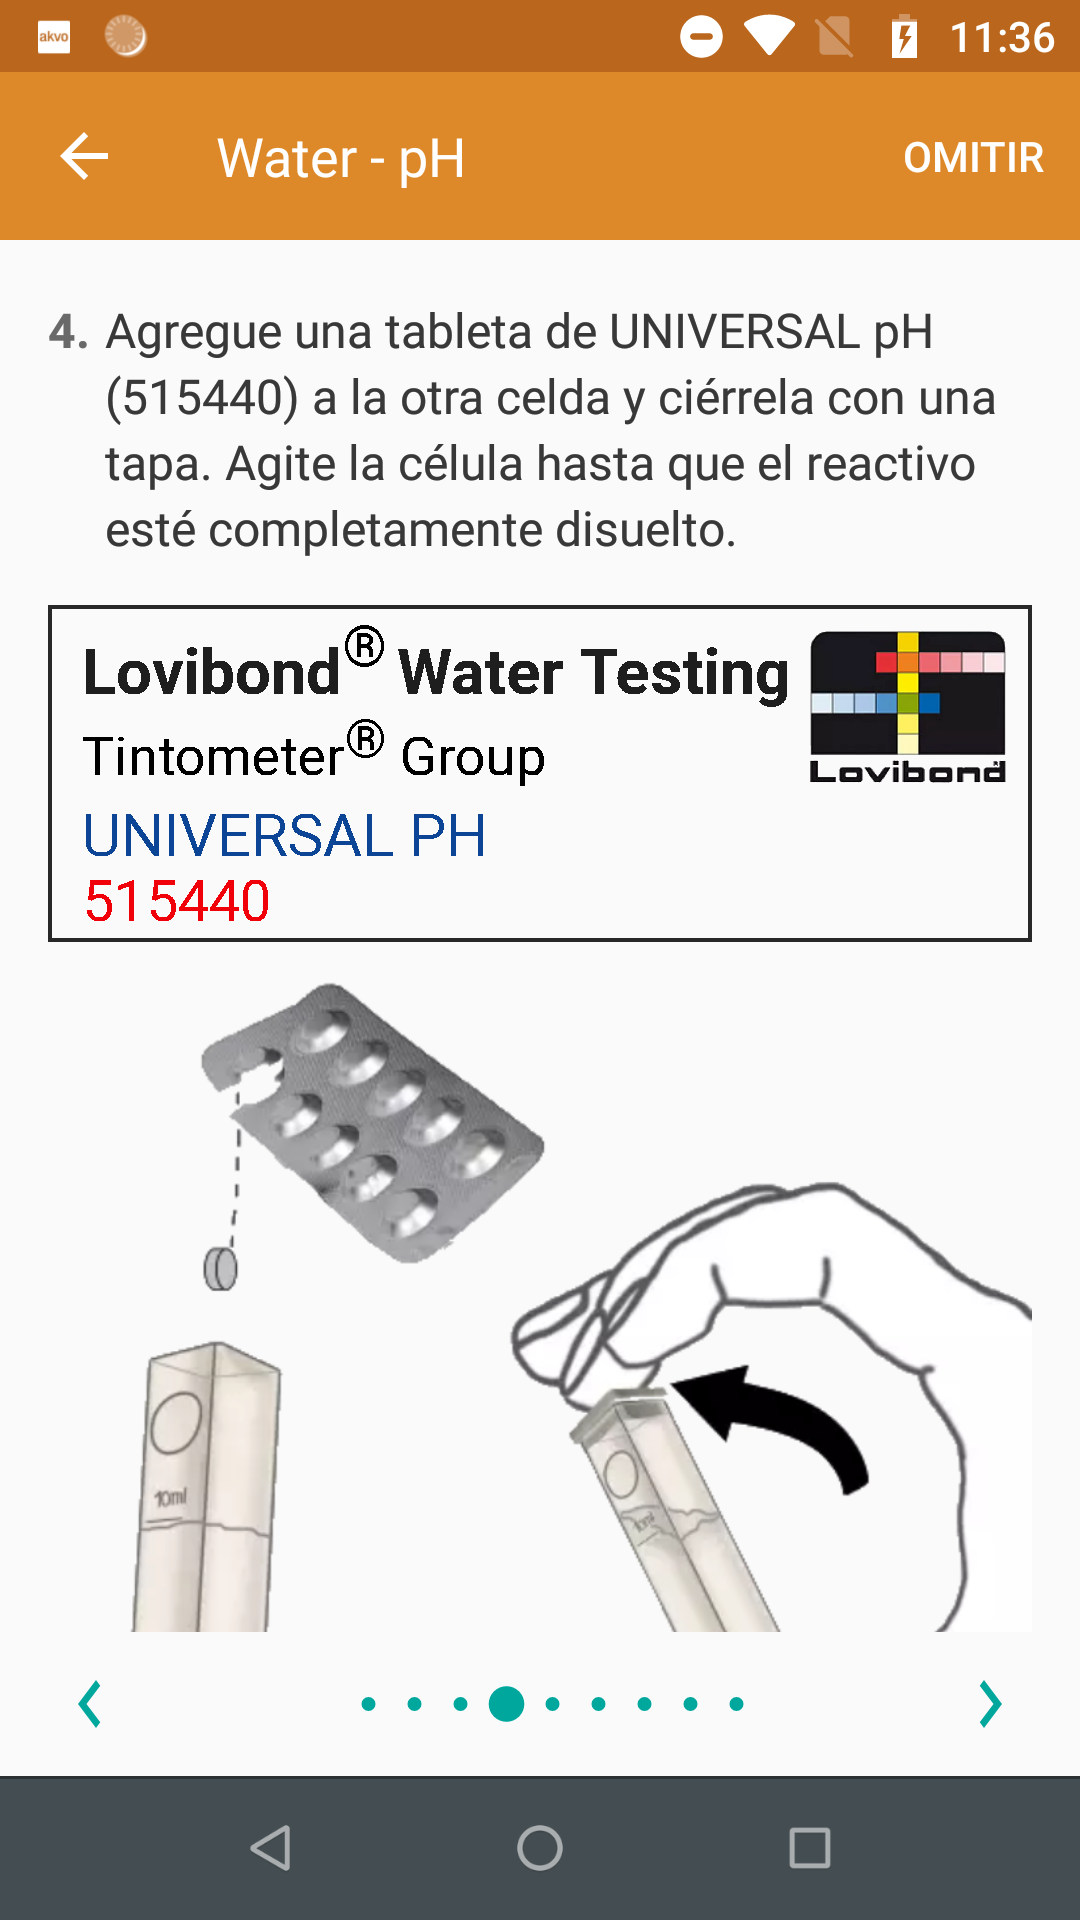 akvo
11:36
Water - pH
OMITIR
4. Agregue una tableta de UNIVERSAL pH
(515440) a la otra celda y ciérrela con una
tapa. Agite la célula hasta que el reactivo
esté completamente disuelto.
Lovibond® Water Testing
Tintometer® Group
Lovibond
UNIVERSAL PH
515440
10ml
10ml